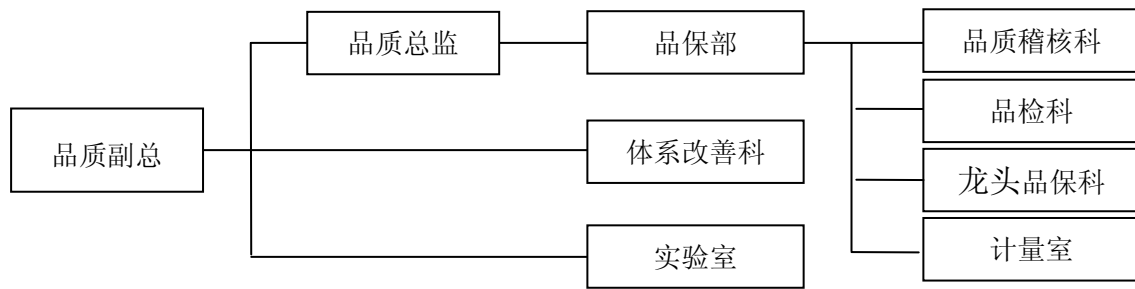 品质总监
品保部
品质稽核科
品检科
品质副总
体系改善科
龙头品保科
实验室
计量室